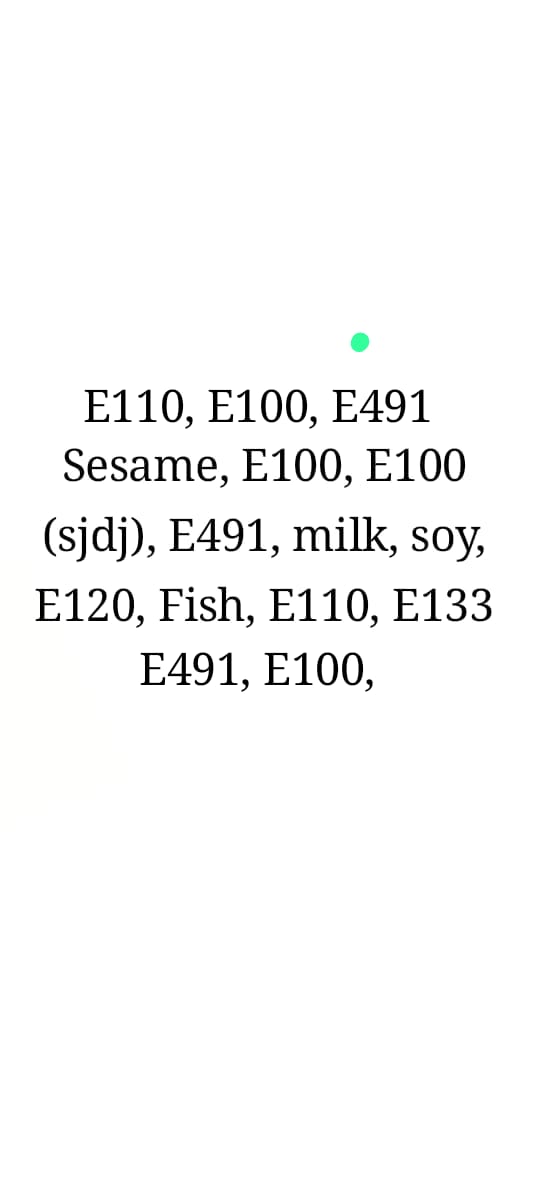 E110, E100, E491
Sesame, E100, E100
(sjdj), E491, milk, soy,
E120, Fish, E110, E133
E491, E100,